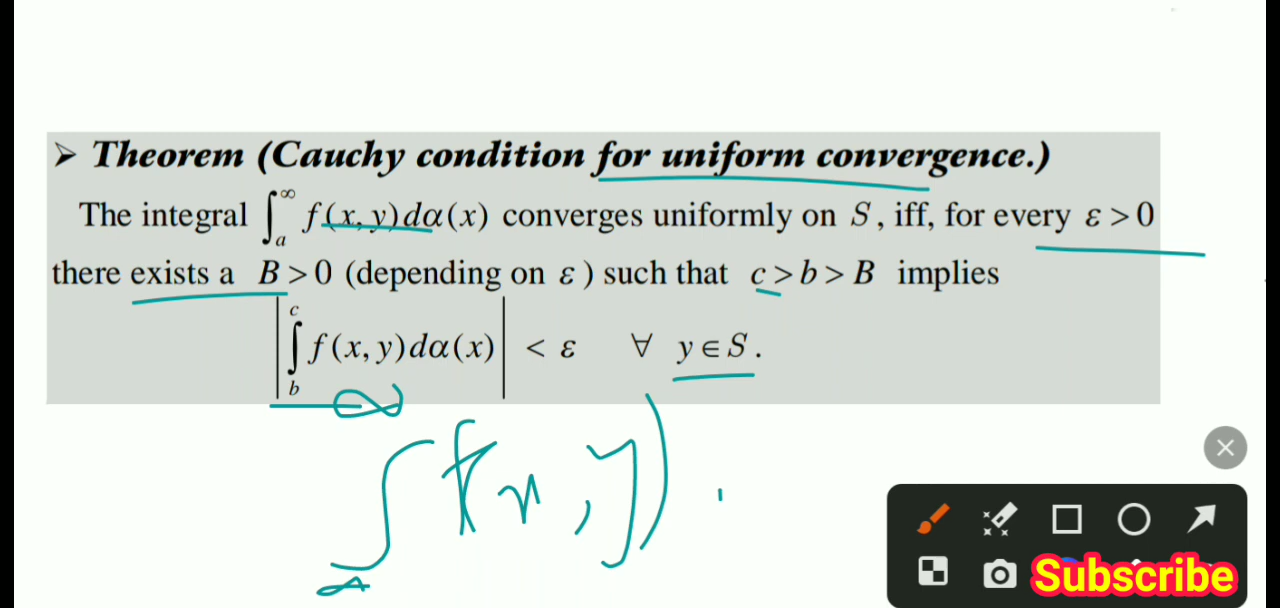 ➢ Theorem (Cauchy condition for uniform convergence.)
The integral ∫ₐ^∞ f(x, y)dα(x) converges uniformly on S, iff, for every ε > 0
there exists a B > 0 (depending on ε) such that c > b > B implies
|∫_b^c f(x, y)dα(x)| < ε ∀ y ∈ S.
∫ₐ^∞ f(x, y)
Subscribe